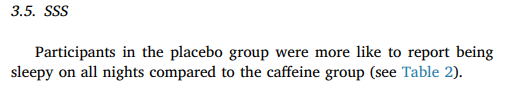 3.5. SSS
Participants in the placebo group were more like to report being
sleepy on all nights compared to the caffeine group (see Table 2).